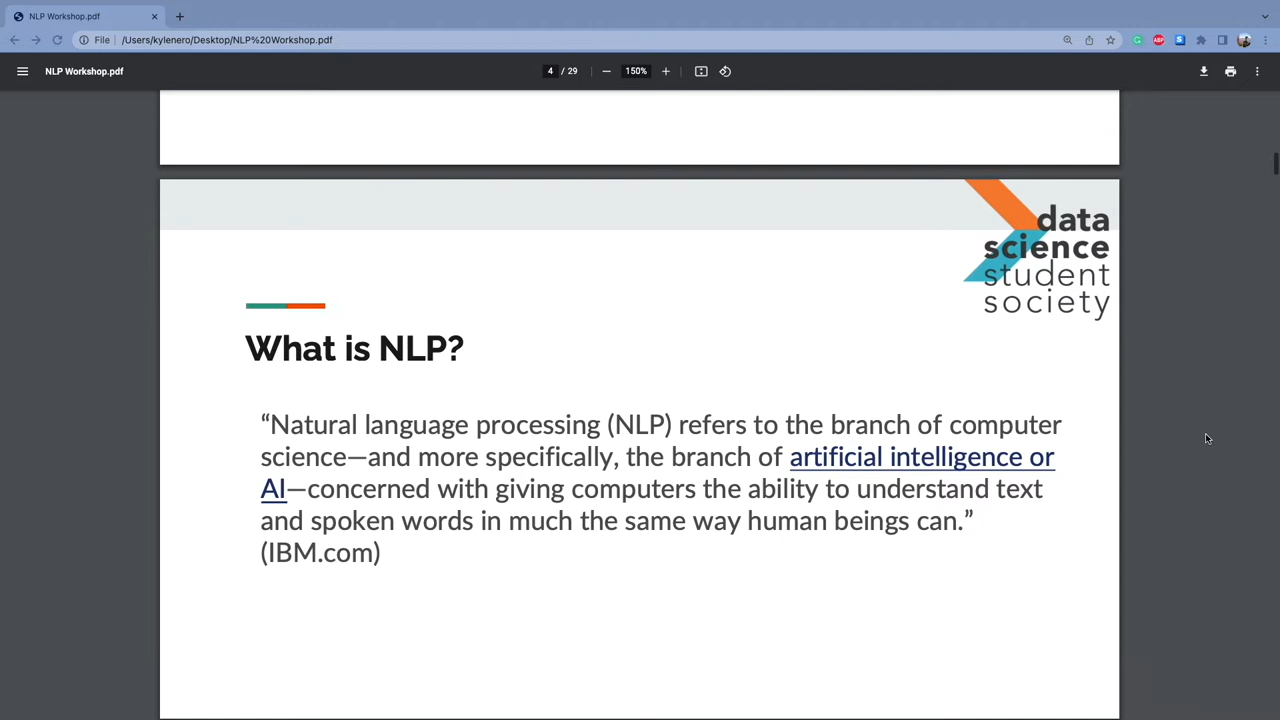 NLP Workshop.pdf
File /Users/kylenero/Desktop/NLP%20Workshop.pdf
NLP Workshop.pdf
4 / 29
150%
data
science
student
society
What is NLP?
“Natural language processing (NLP) refers to the branch of computer
science—and more specifically, the branch of artificial intelligence or
AI—concerned with giving computers the ability to understand text
and spoken words in much the same way human beings can.”
(IBM.com)